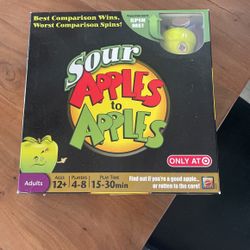 Best Comparison Wins,
Worst Comparison Spins!
SPIN
ME!
Sour
APPLES
to
APPLES
ONLY AT
Adults
AGES
12+
PLAYERS
4-8
PLAY TIME
15-30min
Find out if you're a good apple...
or rotten to the core!